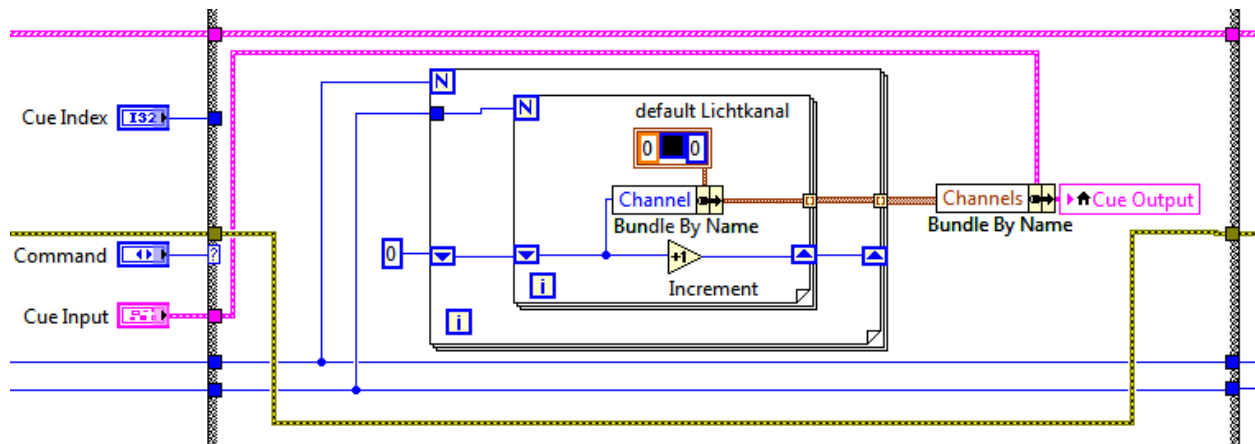 N
N
default Lichtkanal
Cue Index
I32
0
0
Channel
Channels
Cue Output
Bundle By Name
Bundle By Name
Command
?
0
+1
Increment
i
Cue Input
i